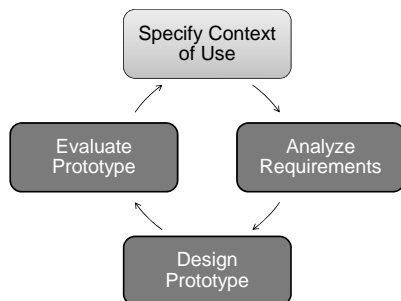 Specify Context
of Use
Evaluate
Prototype
Analyze
Requirements
Design
Prototype